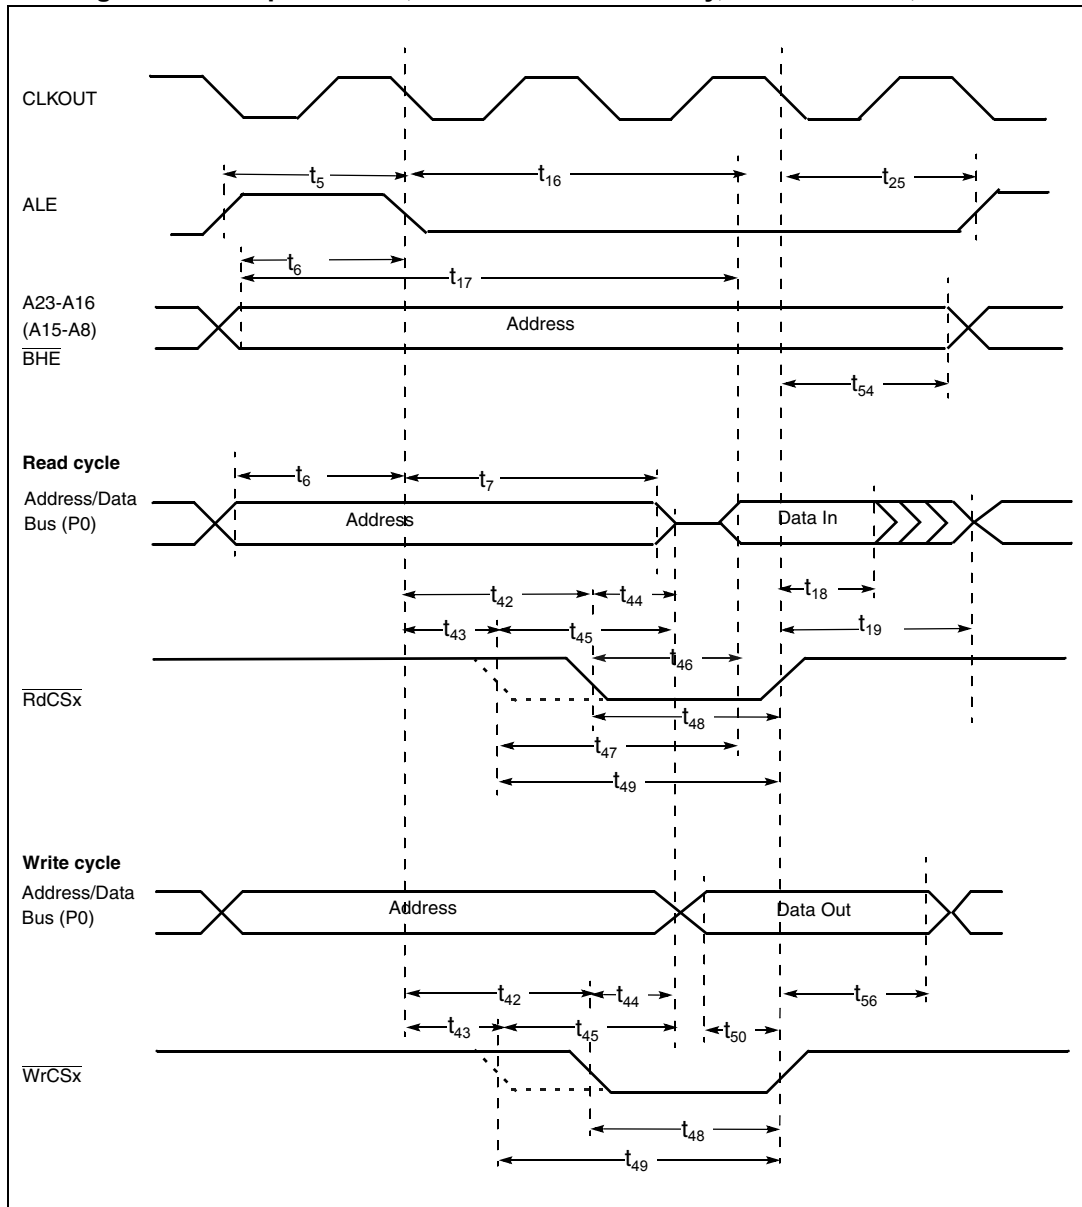 CLKOUT
t5
t16
t25
ALE
t6
t17
A23-A16
(A15-A8)
BHE
Address
t54
Read cycle
t6
t7
Address/Data
Bus (P0)
Address
Data In
t42
t44
t18
t43
t45
t19
t46
RdCSx
t48
t47
t49
Write cycle
Address/Data
Bus (P0)
Address
Data Out
t42
t44
t56
t43
t45
t50
WrCSx
t48
t49